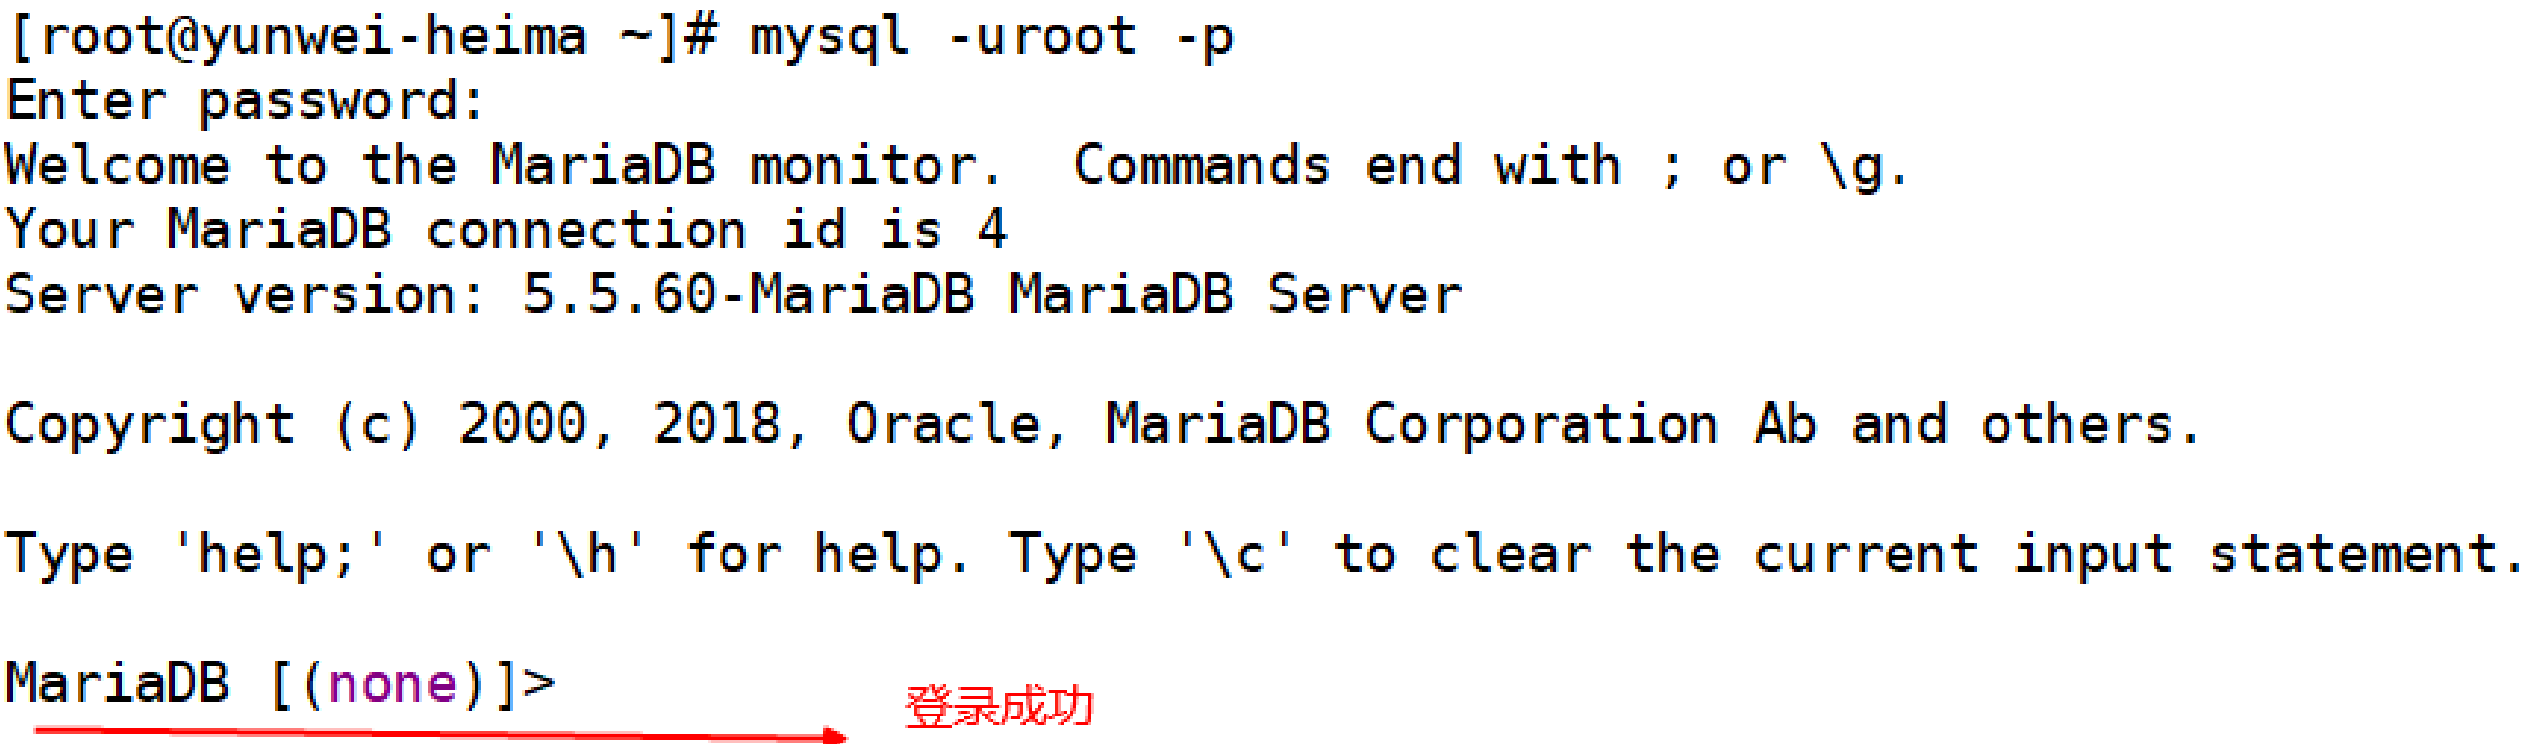 [root@yunwei-heima ~]# mysql -uroot -p
Enter password:
Welcome to the MariaDB monitor.  Commands end with ; or \g.
Your MariaDB connection id is 4
Server version: 5.5.60-MariaDB MariaDB Server
Copyright (c) 2000, 2018, Oracle, MariaDB Corporation Ab and others.
Type 'help;' or '\h' for help. Type '\c' to clear the current input statement.
MariaDB [(none)]>
登录成功